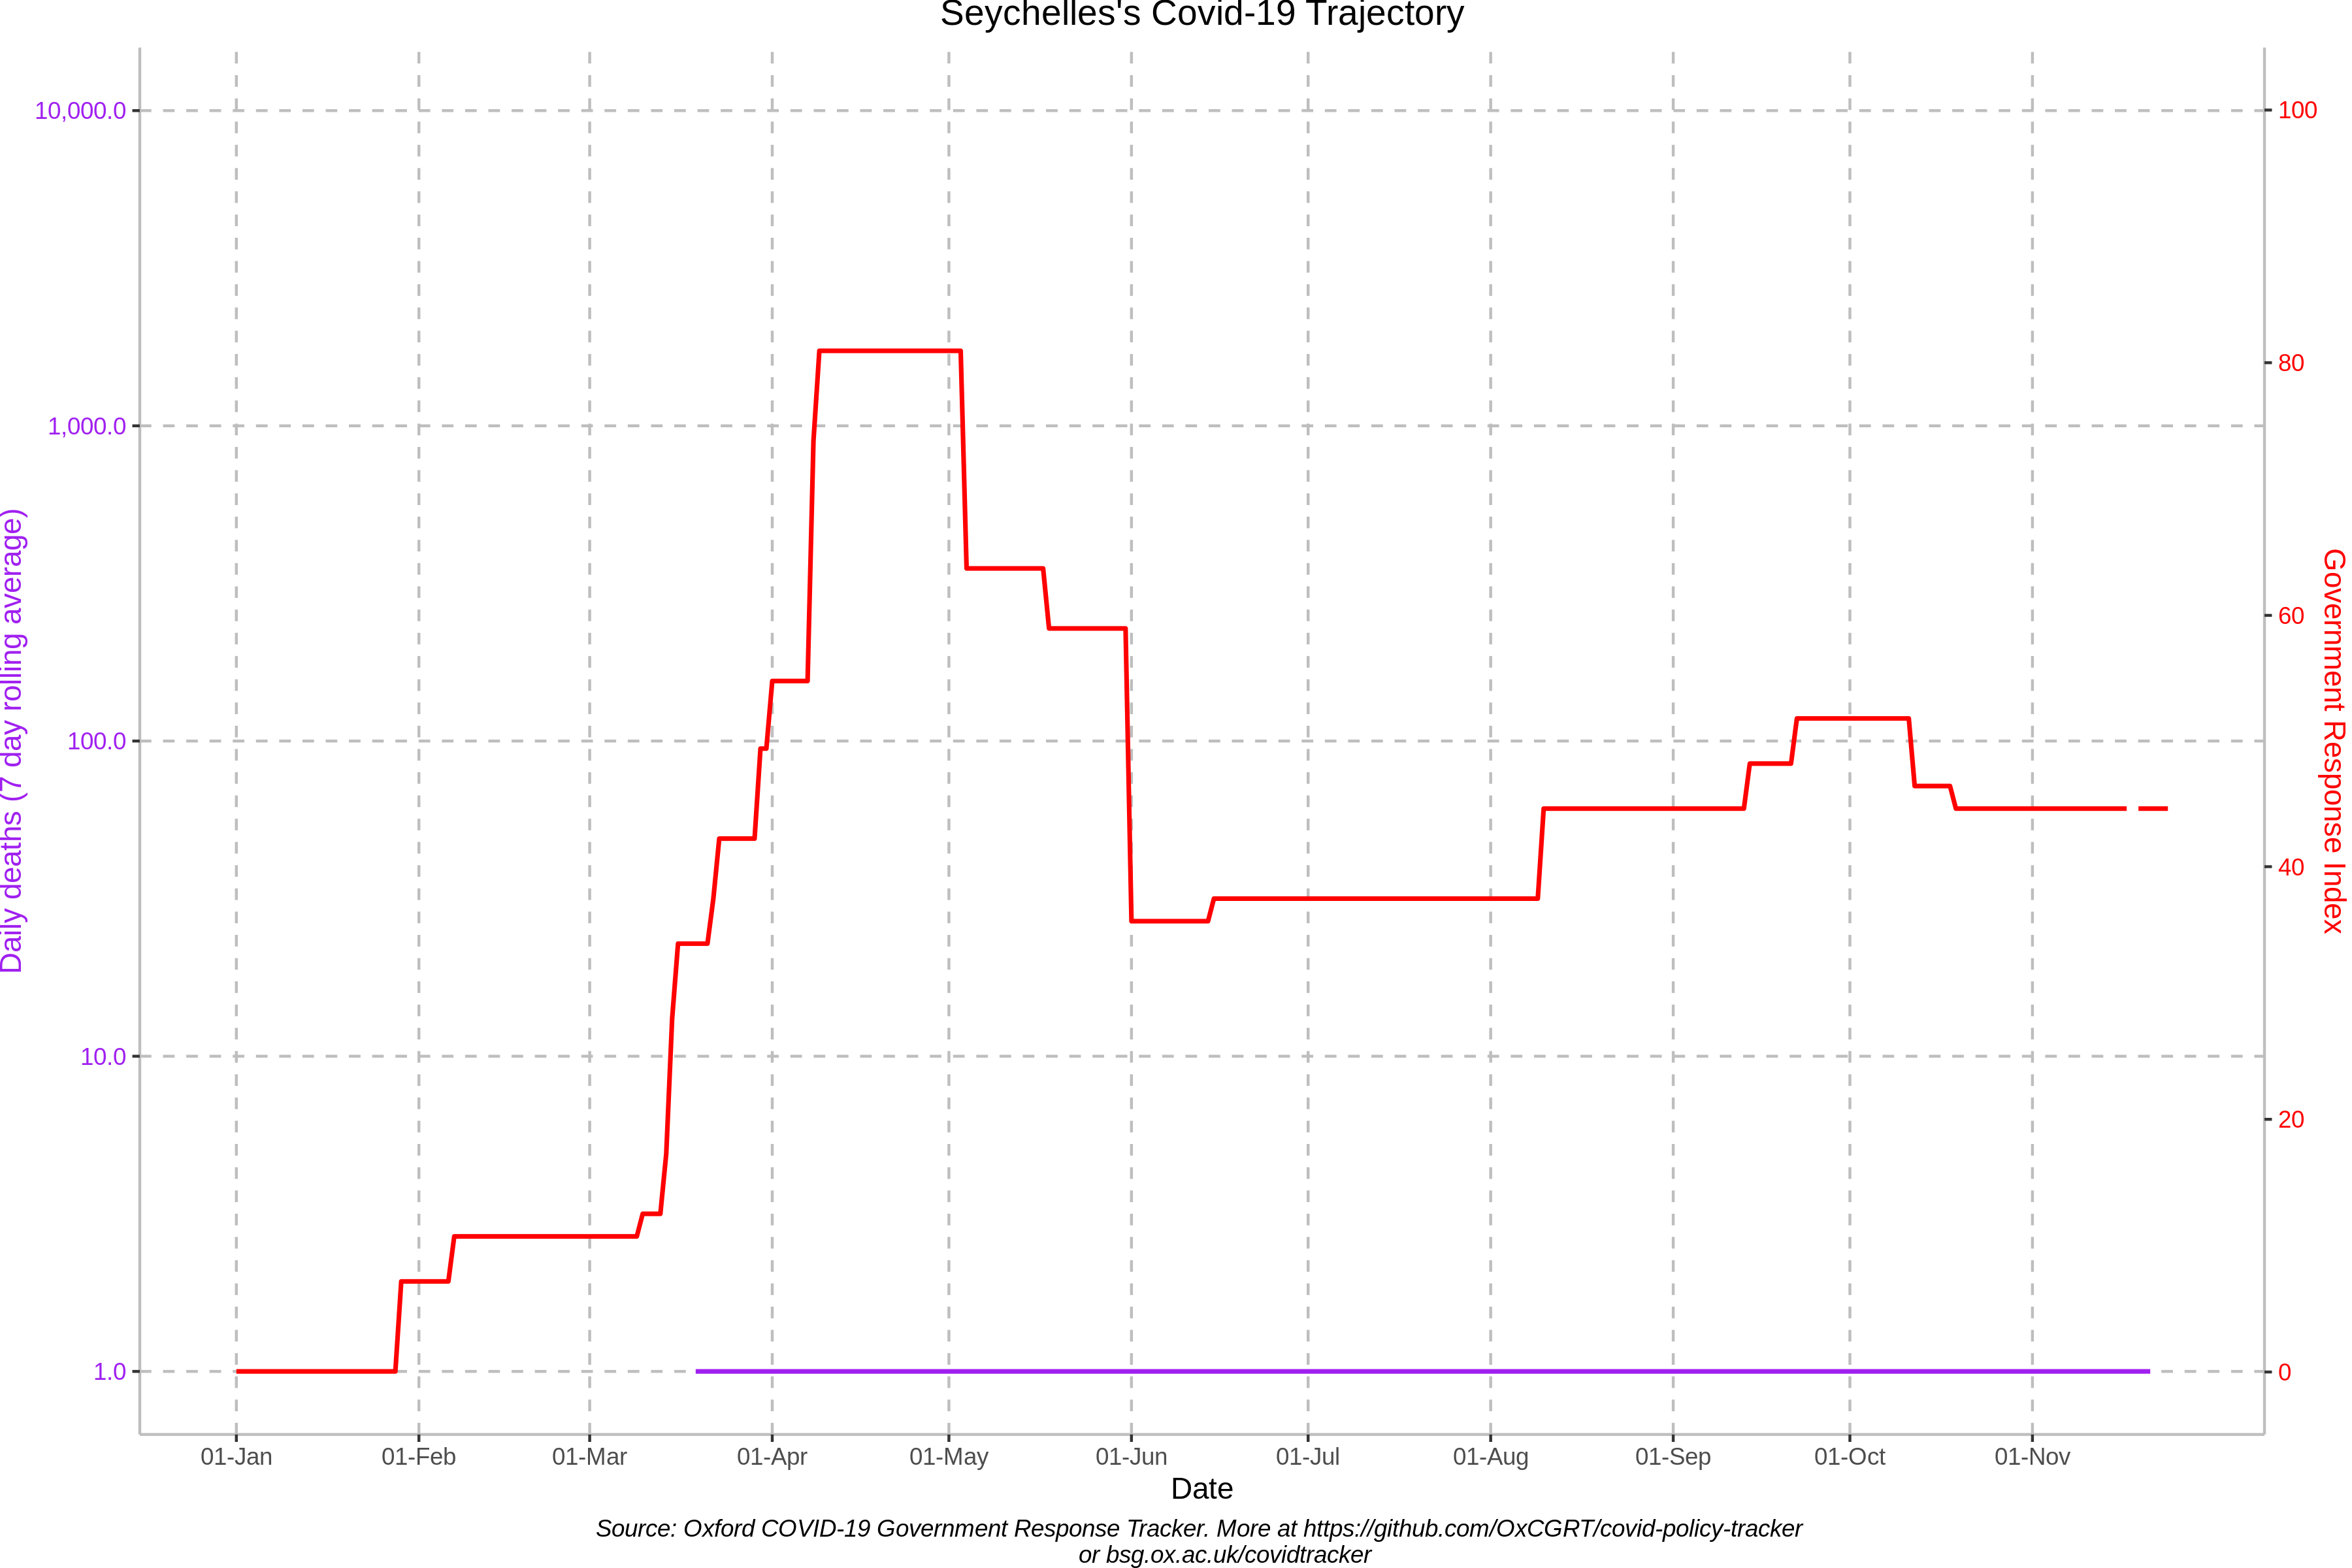 Seychelles's Covid-19 Trajectory
10,000.0
1,000.0
100.0
10.0
1.0
Daily deaths (7 day rolling average)
100
80
60
40
20
0
Government Response Index
01-Jan 01-Feb 01-Mar 01-Apr 01-May 01-Jun 01-Jul 01-Aug 01-Sep 01-Oct 01-Nov
Date
Source: Oxford COVID-19 Government Response Tracker. More at https://github.com/OxCGRT/covid-policy-tracker
or bsg.ox.ac.uk/covidtracker